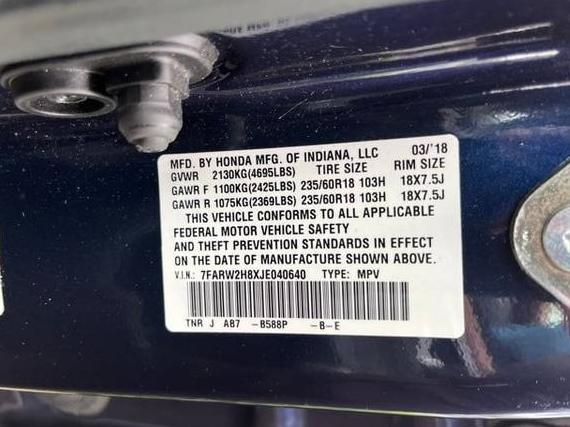 MFD. BY HONDA MFG. OF INDIANA, LLC 03/'18
GVWR 2130KG(4695LBS) TIRE SIZE RIM SIZE
GAWR F 1100KG(2425LBS) 235/60R18 103H 18X7.5J
GAWR R 1075KG(2369LBS) 235/60R18 103H 18X7.5J
THIS VEHICLE CONFORMS TO ALL APPLICABLE
FEDERAL MOTOR VEHICLE SAFETY
AND THEFT PREVENTION STANDARDS IN EFFECT
ON THE DATE OF MANUFACTURE SHOWN ABOVE.
V.I.N.: 7FARW2H8XJE040640 TYPE: MPV
TNR J AB7 -B588P -B-E